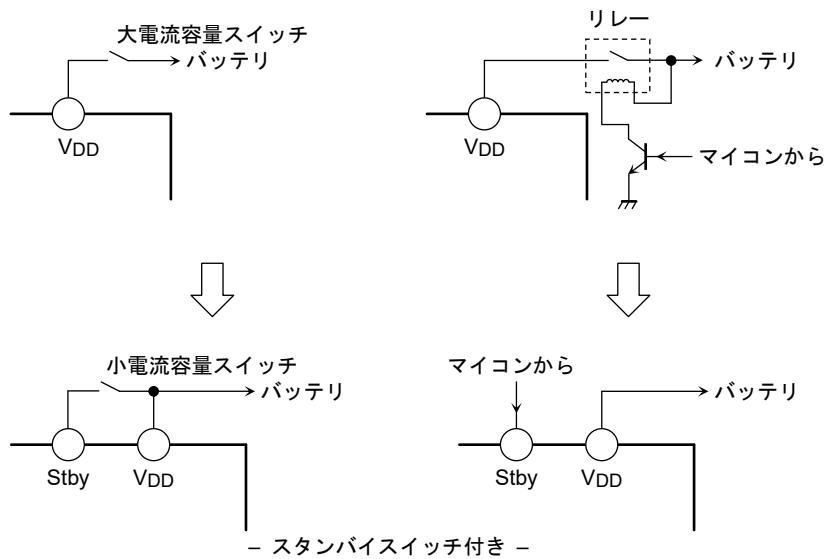 大電流容量スイッチ
バッテリ
VDD
リレー
バッテリ
VDD
マイコンから
小電流容量スイッチ
バッテリ
Stby
VDD
マイコンから
バッテリ
Stby
VDD
– スタンバイスイッチ付き –